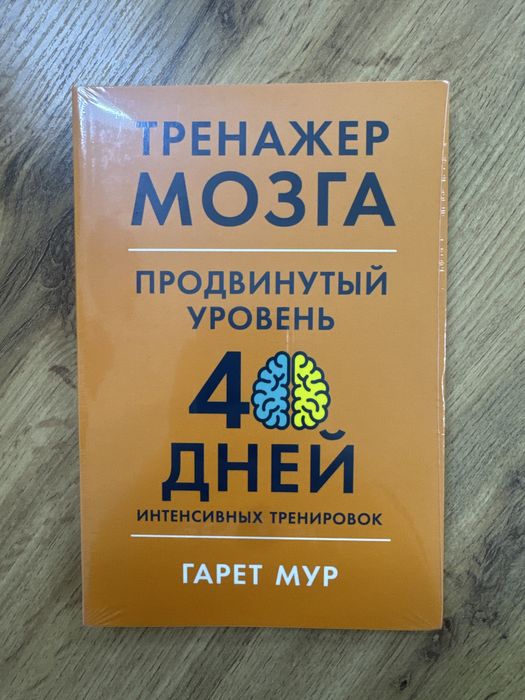 ТРЕНАЖЕР
МОЗГА
ПРОДВИНУТЫЙ
УРОВЕНЬ
40
ДНЕЙ
ИНТЕНСИВНЫХ ТРЕНИРОВОК
ГАРЕТ МУР